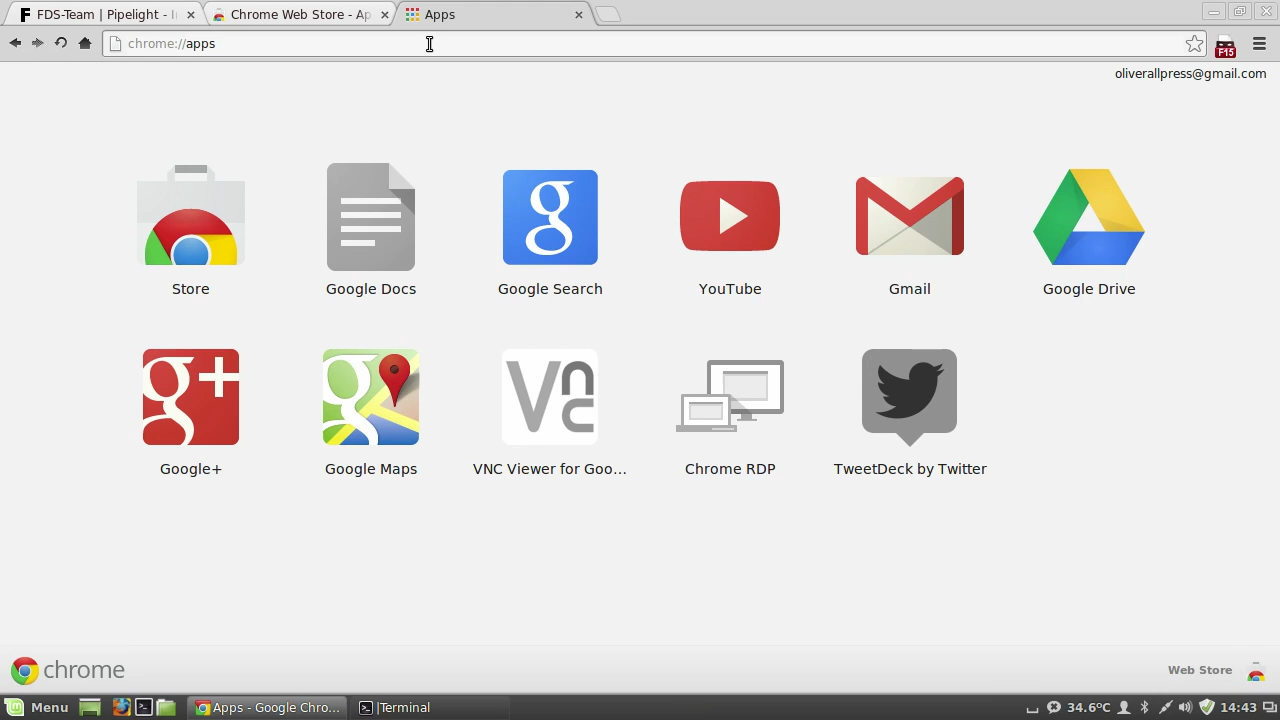 FDS-Team | Pipelight - I
Chrome Web Store - Ap
Apps
chrome://apps
F15
oliverallpress@gmail.com
Store
Google Docs
Google Search
YouTube
Gmail
Google Drive
Google+
Google Maps
VNC Viewer for Goo...
Chrome RDP
TweetDeck by Twitter
chrome
Web Store
Menu
Apps - Google Chro...
|Terminal
34.6°C
14:43